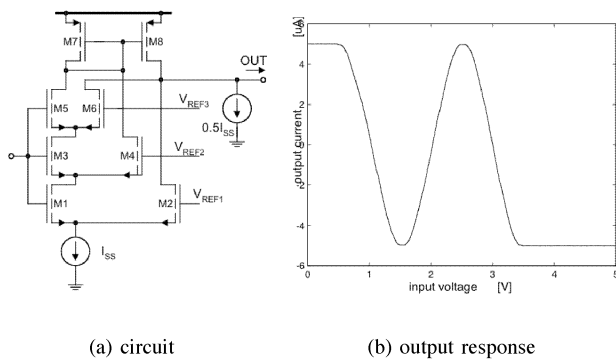 M7
M8
OUT
M5
M6
V_REF3
0.5I_SS
M3
M4
V_REF2
M1
M2
V_REF1
I_SS
(a) circuit
[uA]
output current
6
4
2
0
-2
-4
-6
0
1
2
3
4
5
input voltage [V]
(b) output response